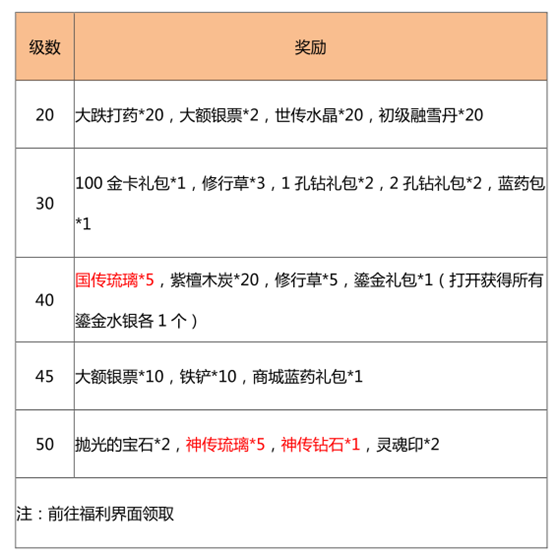 级数 奖励
20 大跌打药*20，大额银票*2，世传水晶*20，初级融雪丹*20
30 100 金卡礼包*1，修行草*3，1 孔钻礼包*2，2 孔钻礼包*2，蓝药包
*1
40 国传琉璃*5，紫檀木炭*20，修行草*5，鎏金礼包*1（打开获得所有
鎏金水银各 1 个）
45 大额银票*10，铁铲*10，商城蓝药礼包*1
50 抛光的宝石*2，神传琉璃*5，神传钻石*1，灵魂印*2
注：前往福利界面领取